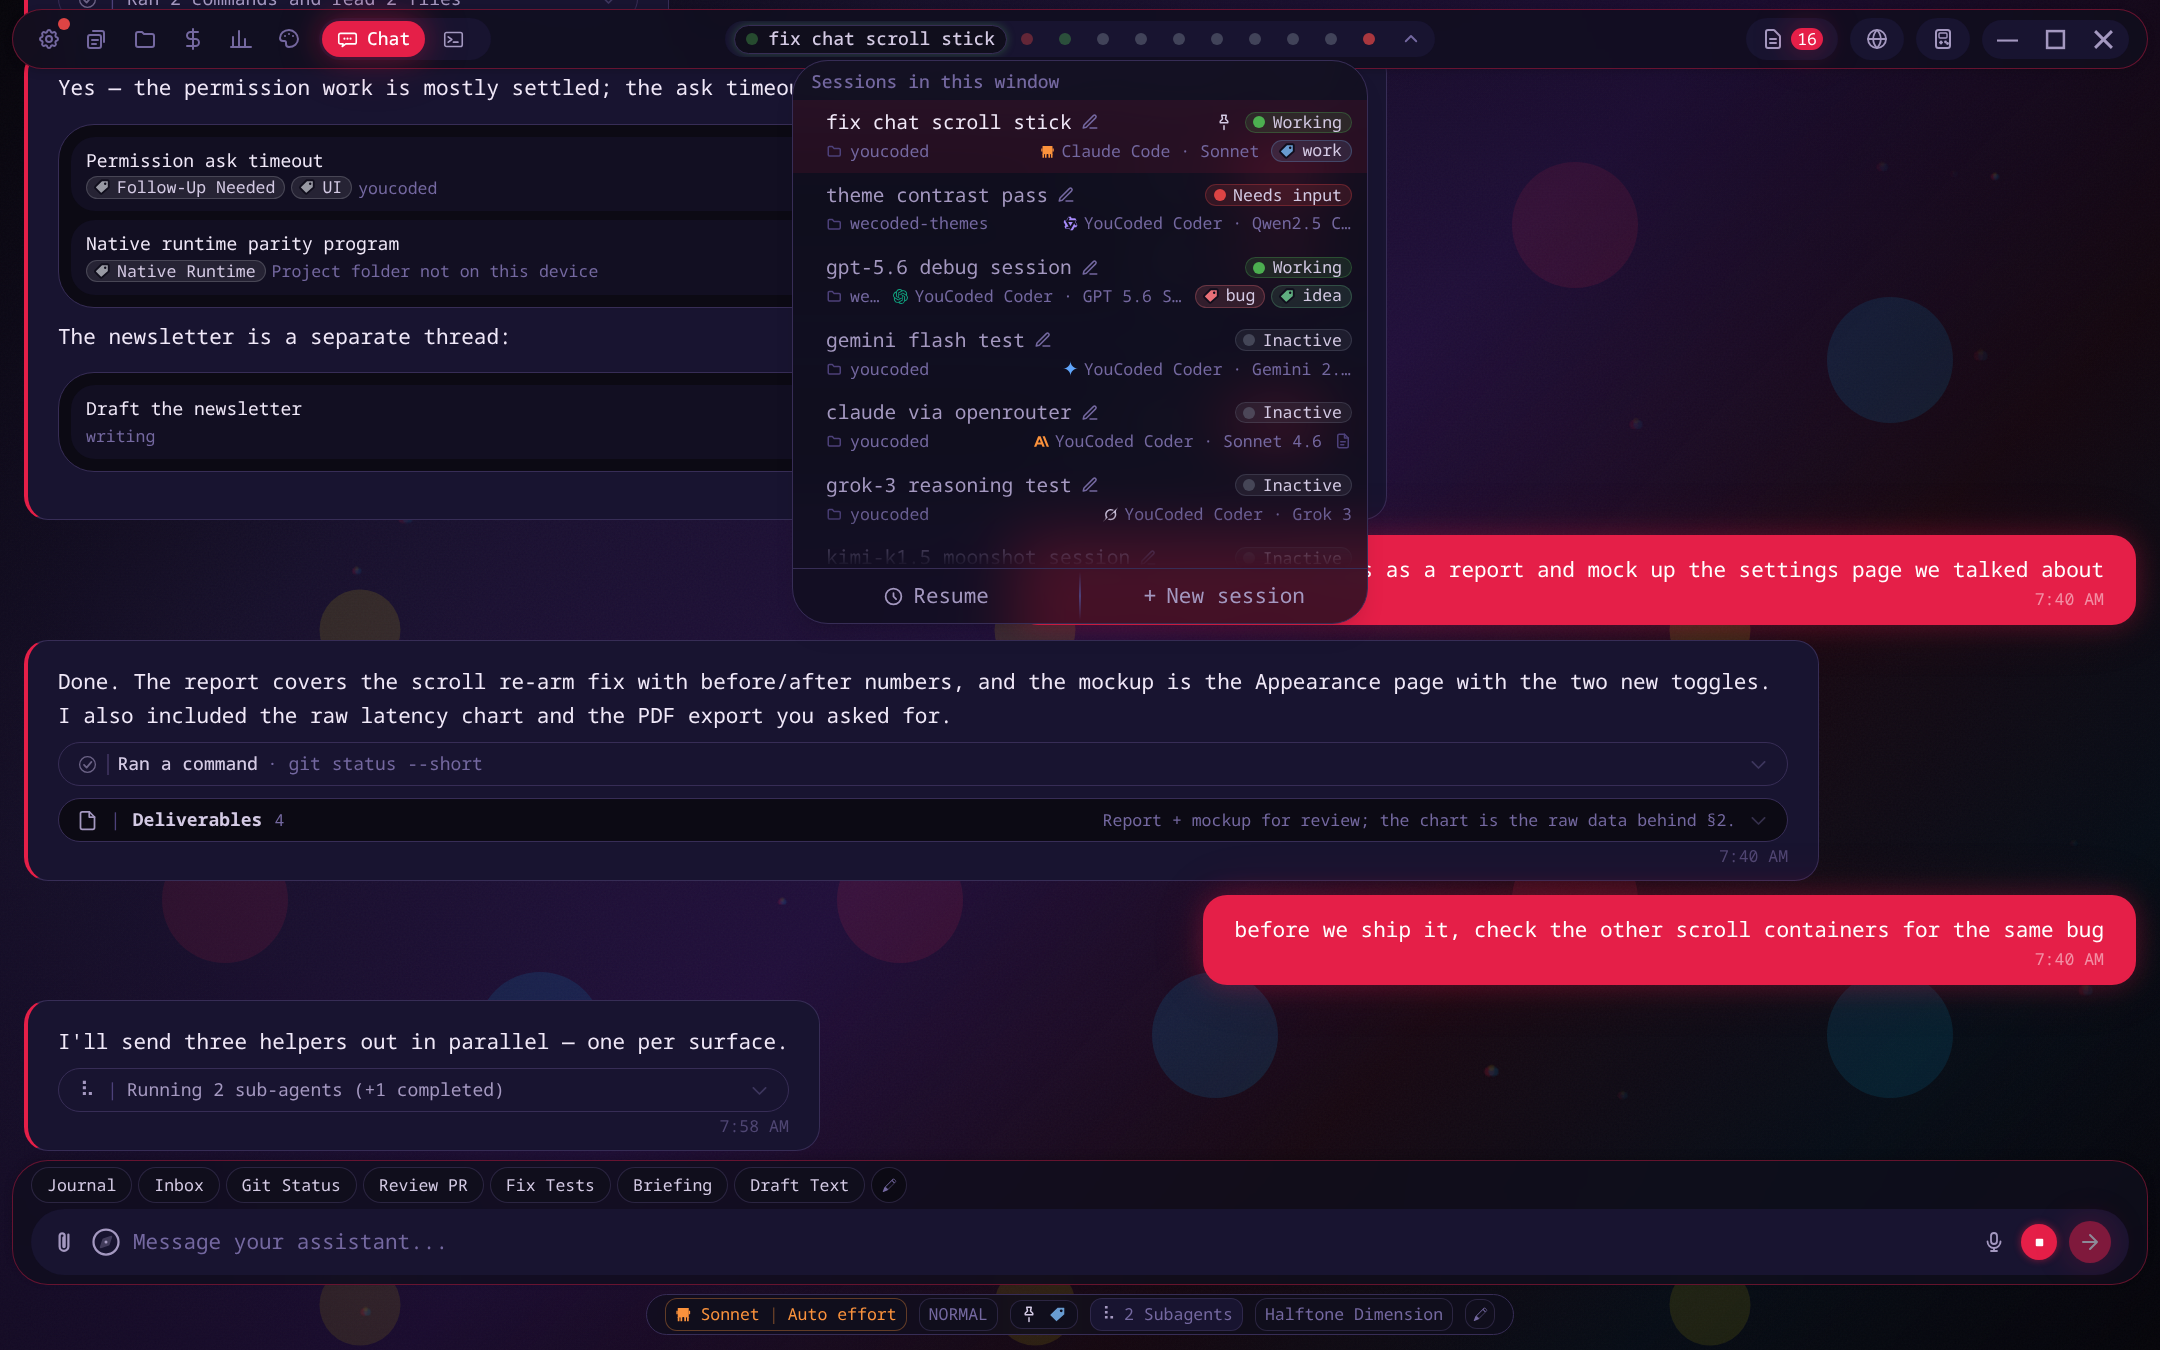 Ran 2 commands and read 2 files
Chat
fix chat scroll stick
16
Yes — the permission work is mostly settled; the ask timeou
Permission ask timeout
Follow-Up Needed UI youcoded
Native runtime parity program
Native Runtime Project folder not on this device
The newsletter is a separate thread:
Draft the newsletter
writing
Sessions in this window
fix chat scroll stick Working
youcoded Claude Code · Sonnet work
theme contrast pass Needs input
wecoded-themes YouCoded Coder · Qwen2.5 C…
gpt-5.6 debug session Working
we… YouCoded Coder · GPT 5.6 S… bug idea
gemini flash test Inactive
youcoded YouCoded Coder · Gemini 2.…
claude via openrouter Inactive
youcoded YouCoded Coder · Sonnet 4.6
grok-3 reasoning test Inactive
youcoded YouCoded Coder · Grok 3
kimi-k1.5 moonshot session Inactive
Resume + New session
s as a report and mock up the settings page we talked about
7:40 AM
Done. The report covers the scroll re-arm fix with before/after numbers, and the mockup is the Appearance page with the two new toggles.
I also included the raw latency chart and the PDF export you asked for.
Ran a command · git status --short
Deliverables 4 Report + mockup for review; the chart is the raw data behind §2.
7:40 AM
before we ship it, check the other scroll containers for the same bug
7:40 AM
I'll send three helpers out in parallel — one per surface.
Running 2 sub-agents (+1 completed)
7:58 AM
Journal Inbox Git Status Review PR Fix Tests Briefing Draft Text
Message your assistant...
Sonnet | Auto effort NORMAL 2 Subagents Halftone Dimension